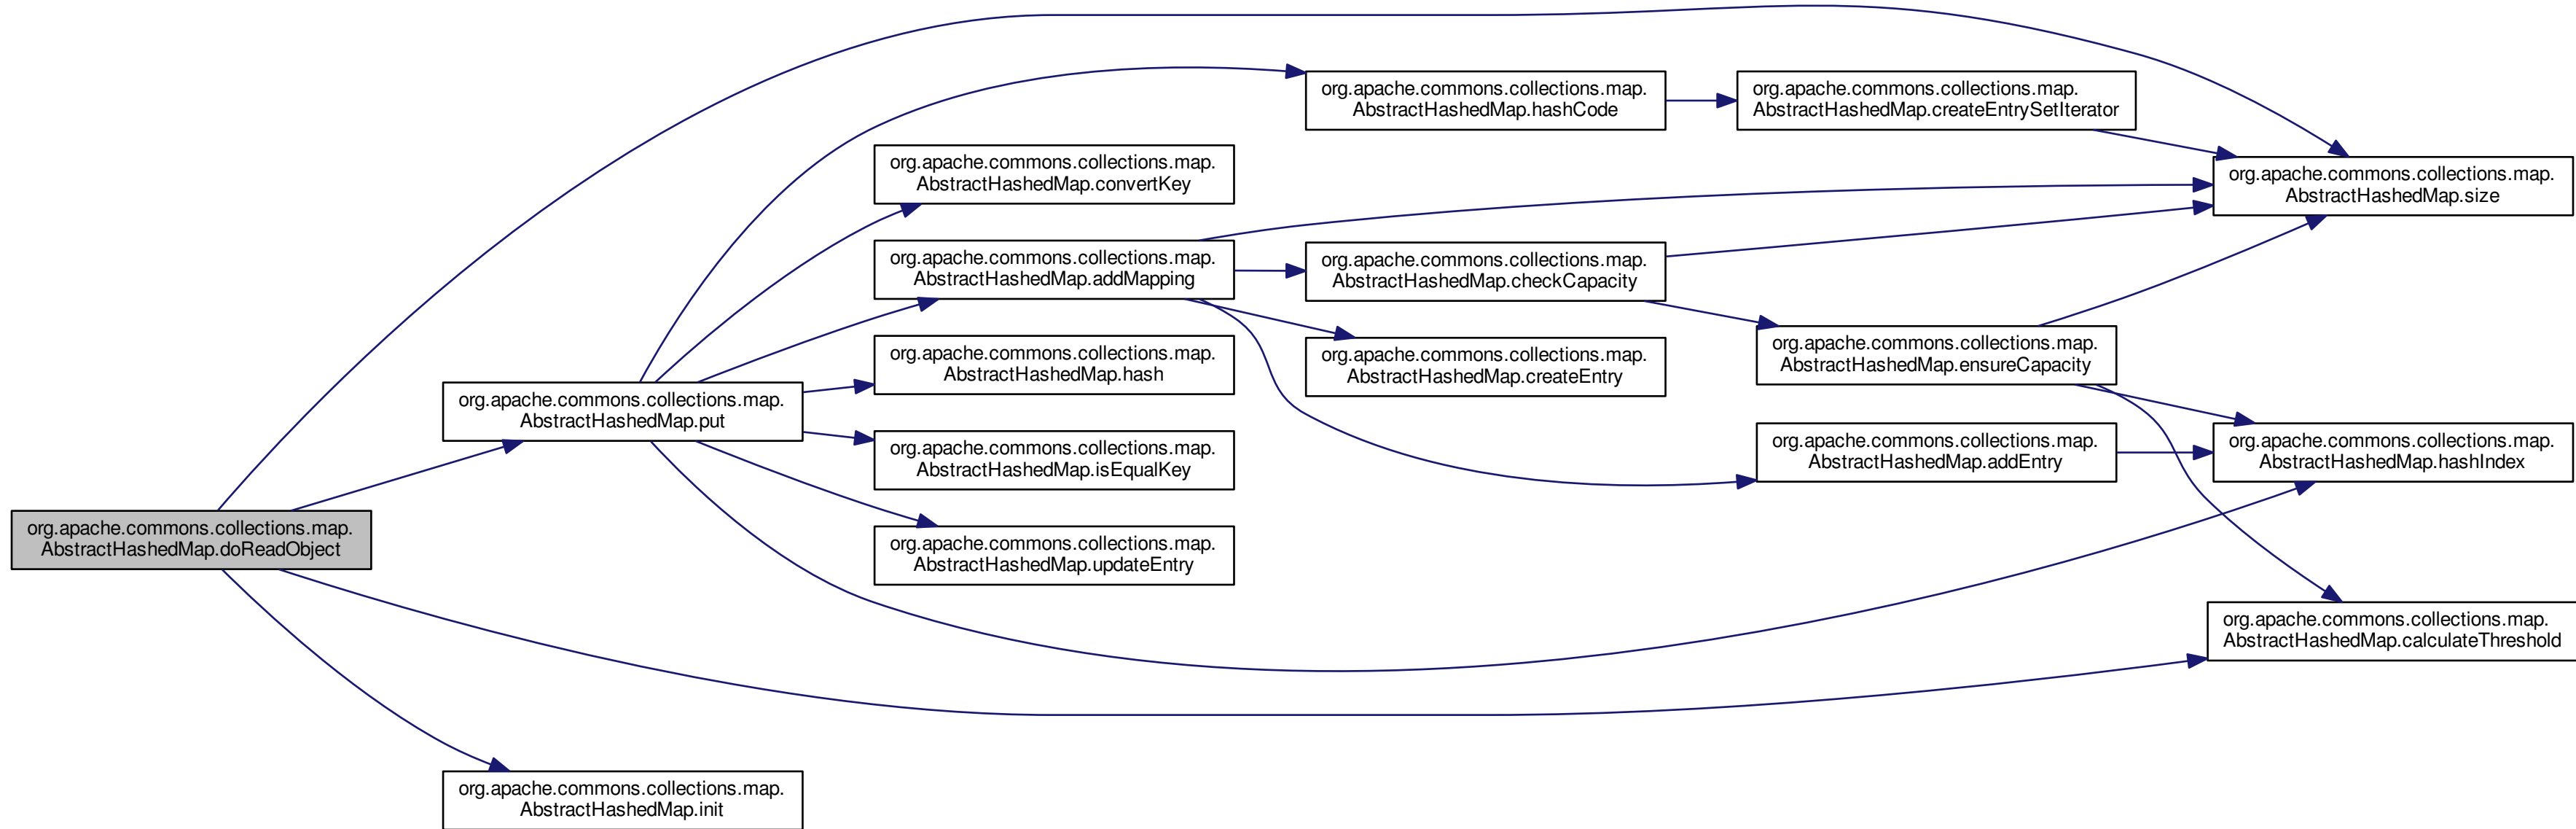 org.apache.commons.collections.map.
AbstractHashedMap.doReadObject
org.apache.commons.collections.map.
AbstractHashedMap.put
org.apache.commons.collections.map.
AbstractHashedMap.init
org.apache.commons.collections.map.
AbstractHashedMap.convertKey
org.apache.commons.collections.map.
AbstractHashedMap.addMapping
org.apache.commons.collections.map.
AbstractHashedMap.hash
org.apache.commons.collections.map.
AbstractHashedMap.isEqualKey
org.apache.commons.collections.map.
AbstractHashedMap.updateEntry
org.apache.commons.collections.map.
AbstractHashedMap.hashCode
org.apache.commons.collections.map.
AbstractHashedMap.checkCapacity
org.apache.commons.collections.map.
AbstractHashedMap.createEntry
org.apache.commons.collections.map.
AbstractHashedMap.createEntrySetIterator
org.apache.commons.collections.map.
AbstractHashedMap.ensureCapacity
org.apache.commons.collections.map.
AbstractHashedMap.addEntry
org.apache.commons.collections.map.
AbstractHashedMap.size
org.apache.commons.collections.map.
AbstractHashedMap.hashIndex
org.apache.commons.collections.map.
AbstractHashedMap.calculateThreshold